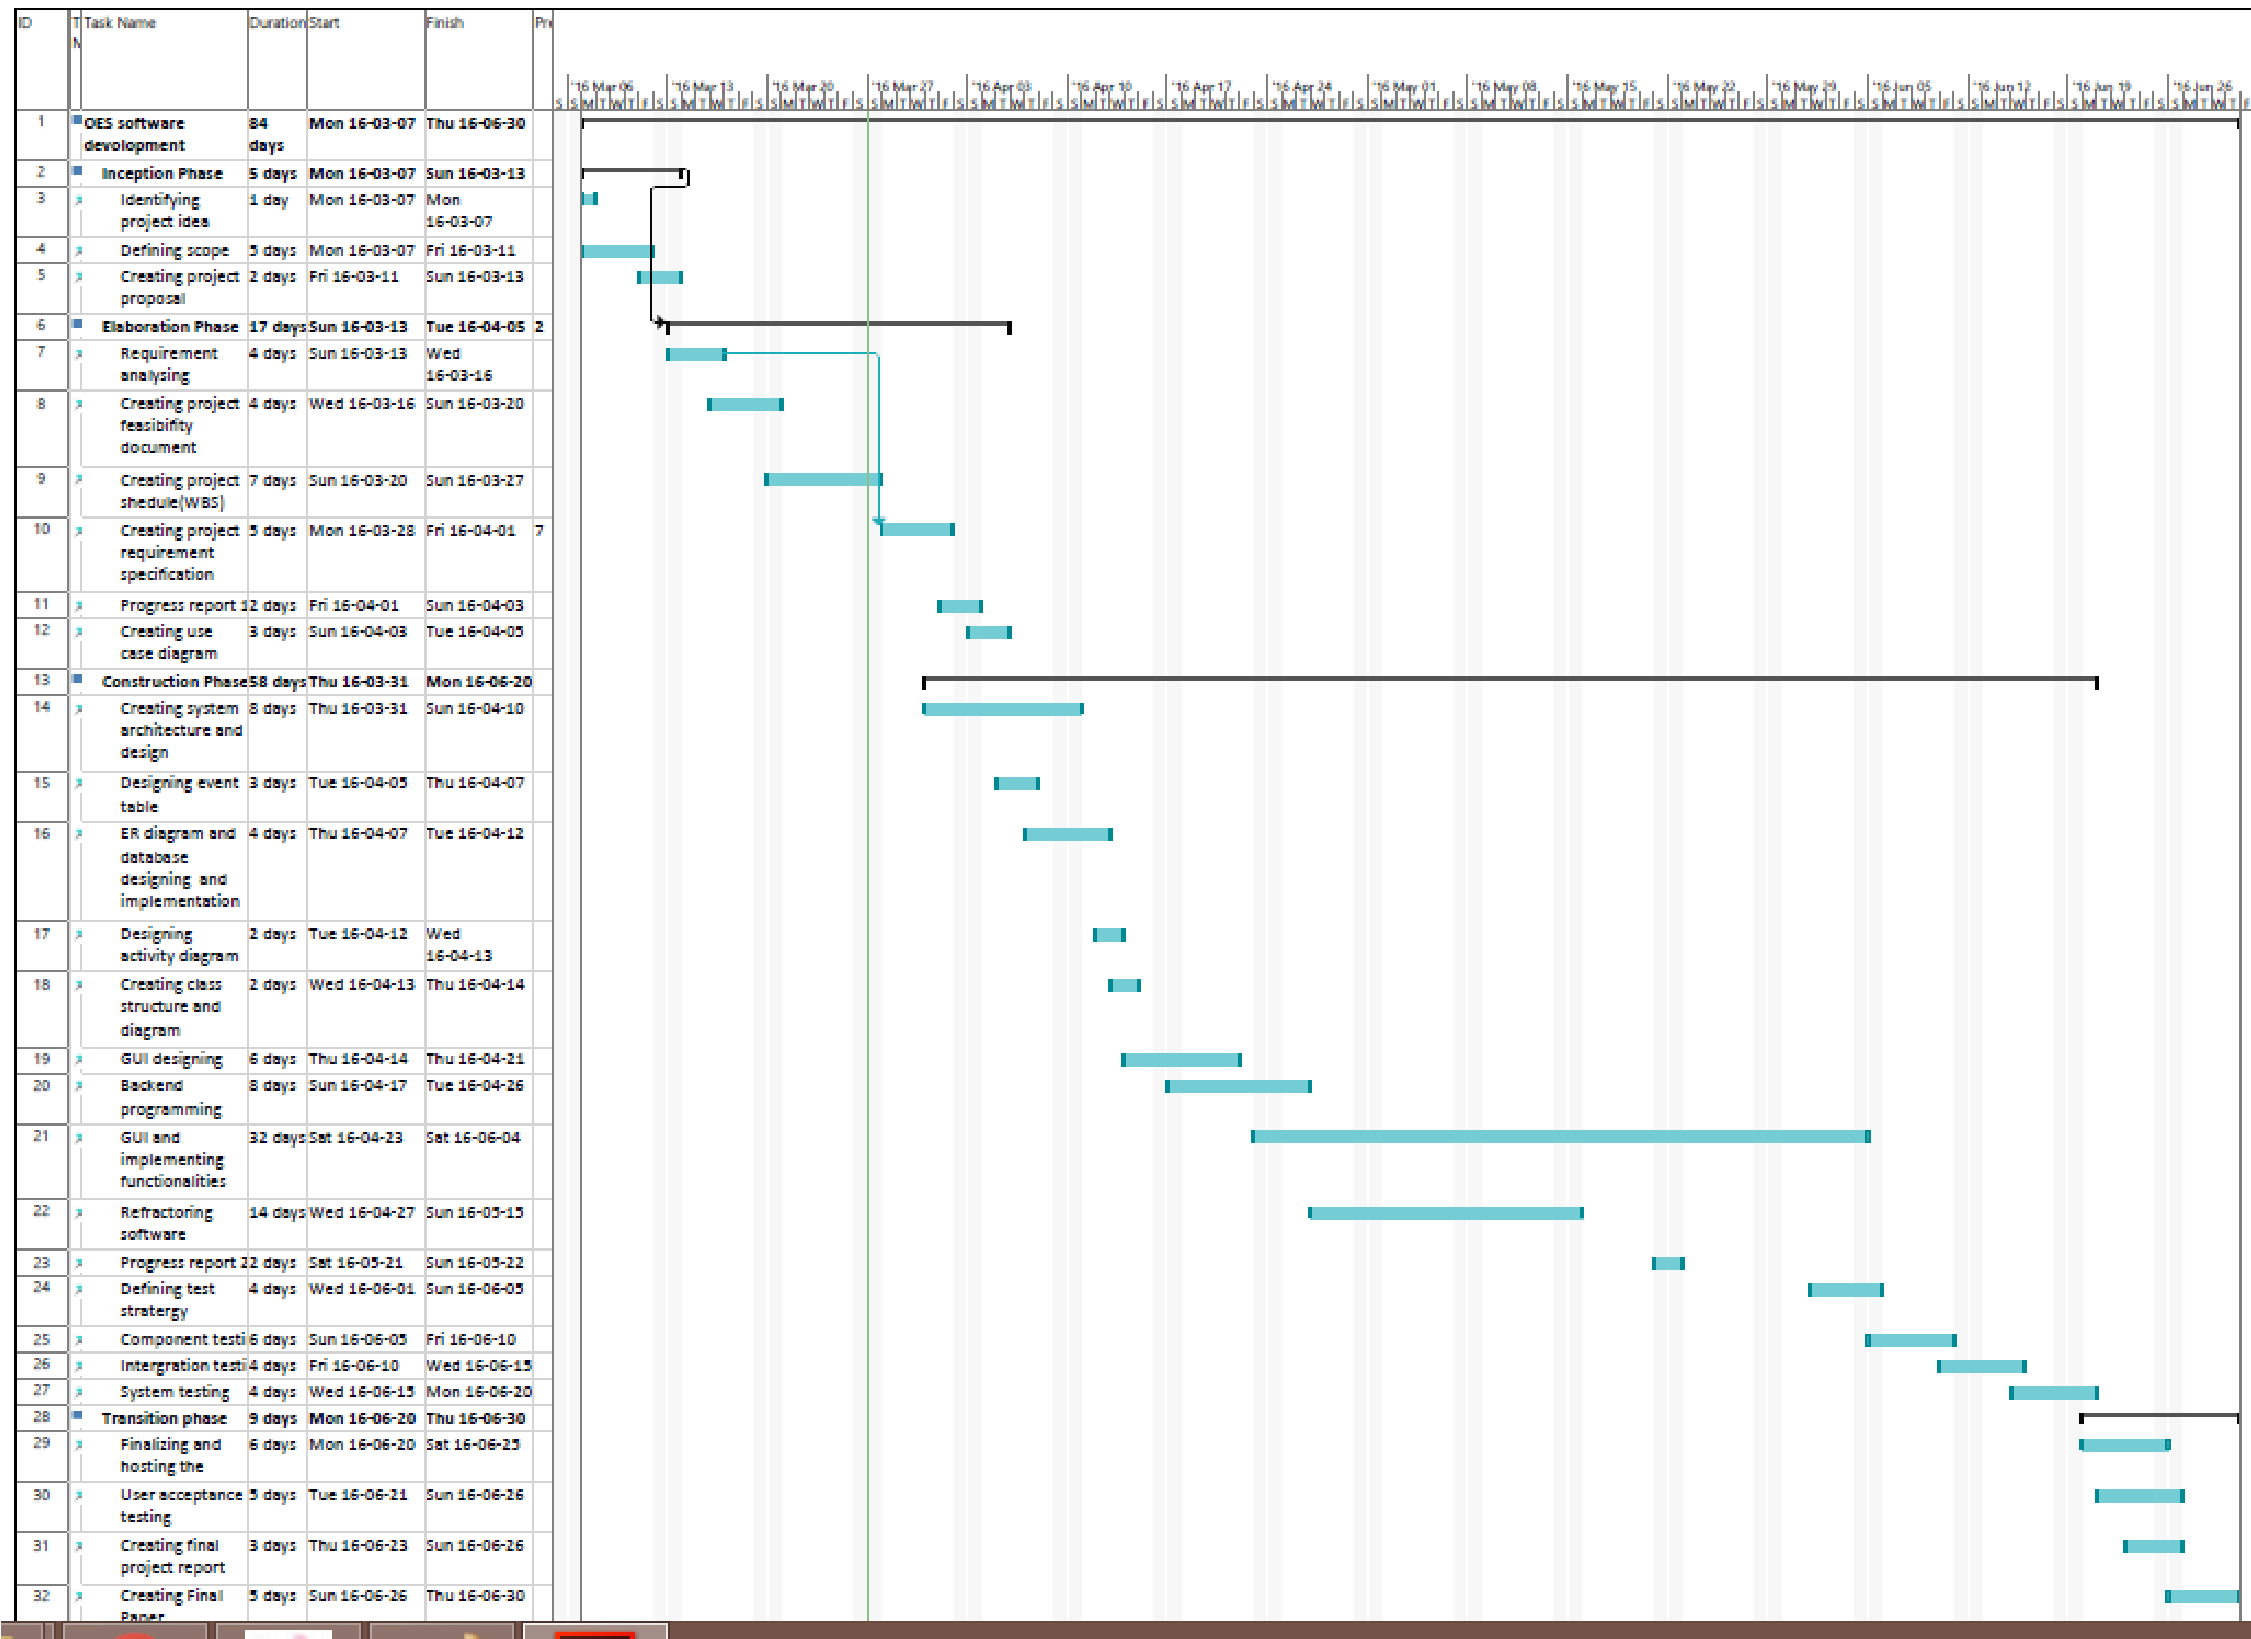 ID T Task Name Duration Start Finish Pre
M
'16 Mar 06 '16 Mar 13 '16 Mar 20 '16 Mar 27 '16 Apr 03 '16 Apr 10 '16 Apr 17 '16 Apr 24 '16 May 01 '16 May 08 '16 May 15 '16 May 22 '16 May 29 '16 Jun 05 '16 Jun 12 '16 Jun 19 '16 Jun 26
S S M T W T F S S M T W T F S S M T W T F S S M T W T F S S M T W T F S S M T W T F S S M T W T F S S M T W T F S S M T W T F S S M T W T F S S M T W T F S S M T W T F S S M T W T F S S M T W T F S S M T W T F S S M T W T F S S M T W T F
1 OES software 84 Mon 16-03-07 Thu 16-06-30
devolopment days
2 Inception Phase 5 days Mon 16-03-07 Sun 16-03-13
3 Identifying 1 day Mon 16-03-07 Mon
project idea 16-03-07
4 Defining scope 5 days Mon 16-03-07 Fri 16-03-11
5 Creating project 2 days Fri 16-03-11 Sun 16-03-13
proposal
6 Elaboration Phase 17 days Sun 16-03-13 Tue 16-04-05 2
7 Requirement 4 days Sun 16-03-13 Wed
analysing 16-03-16
8 Creating project 4 days Wed 16-03-16 Sun 16-03-20
feasibifity
document
9 Creating project 7 days Sun 16-03-20 Sun 16-03-27
shedule(WBS)
10 Creating project 5 days Mon 16-03-28 Fri 16-04-01 7
requirement
specification
11 Progress report 1 2 days Fri 16-04-01 Sun 16-04-03
12 Creating use 3 days Sun 16-04-03 Tue 16-04-05
case diagram
13 Construction Phase 58 days Thu 16-03-31 Mon 16-06-20
14 Creating system 8 days Thu 16-03-31 Sun 16-04-10
architecture and
design
15 Designing event 3 days Tue 16-04-05 Thu 16-04-07
table
16 ER diagram and 4 days Thu 16-04-07 Tue 16-04-12
database
designing and
implementation
17 Designing 2 days Tue 16-04-12 Wed
activity diagram 16-04-13
18 Creating class 2 days Wed 16-04-13 Thu 16-04-14
structure and
diagram
19 GUI designing 6 days Thu 16-04-14 Thu 16-04-21
20 Backend 8 days Sun 16-04-17 Tue 16-04-26
programming
21 GUI and 32 days Sat 16-04-23 Sat 16-06-04
implementing
functionalities
22 Refractoring 14 days Wed 16-04-27 Sun 16-05-15
software
23 Progress report 2 2 days Sat 16-05-21 Sun 16-05-22
24 Defining test 4 days Wed 16-06-01 Sun 16-06-05
stratergy
25 Component testi 6 days Sun 16-06-05 Fri 16-06-10
26 Intergration testi 4 days Fri 16-06-10 Wed 16-06-15
27 System testing 4 days Wed 16-06-15 Mon 16-06-20
28 Transition phase 9 days Mon 16-06-20 Thu 16-06-30
29 Finalizing and 6 days Mon 16-06-20 Sat 16-06-25
hosting the
30 User acceptance 5 days Tue 16-06-21 Sun 16-06-26
testing
31 Creating final 3 days Thu 16-06-23 Sun 16-06-26
project report
32 Creating Final 5 days Sun 16-06-26 Thu 16-06-30
Paper